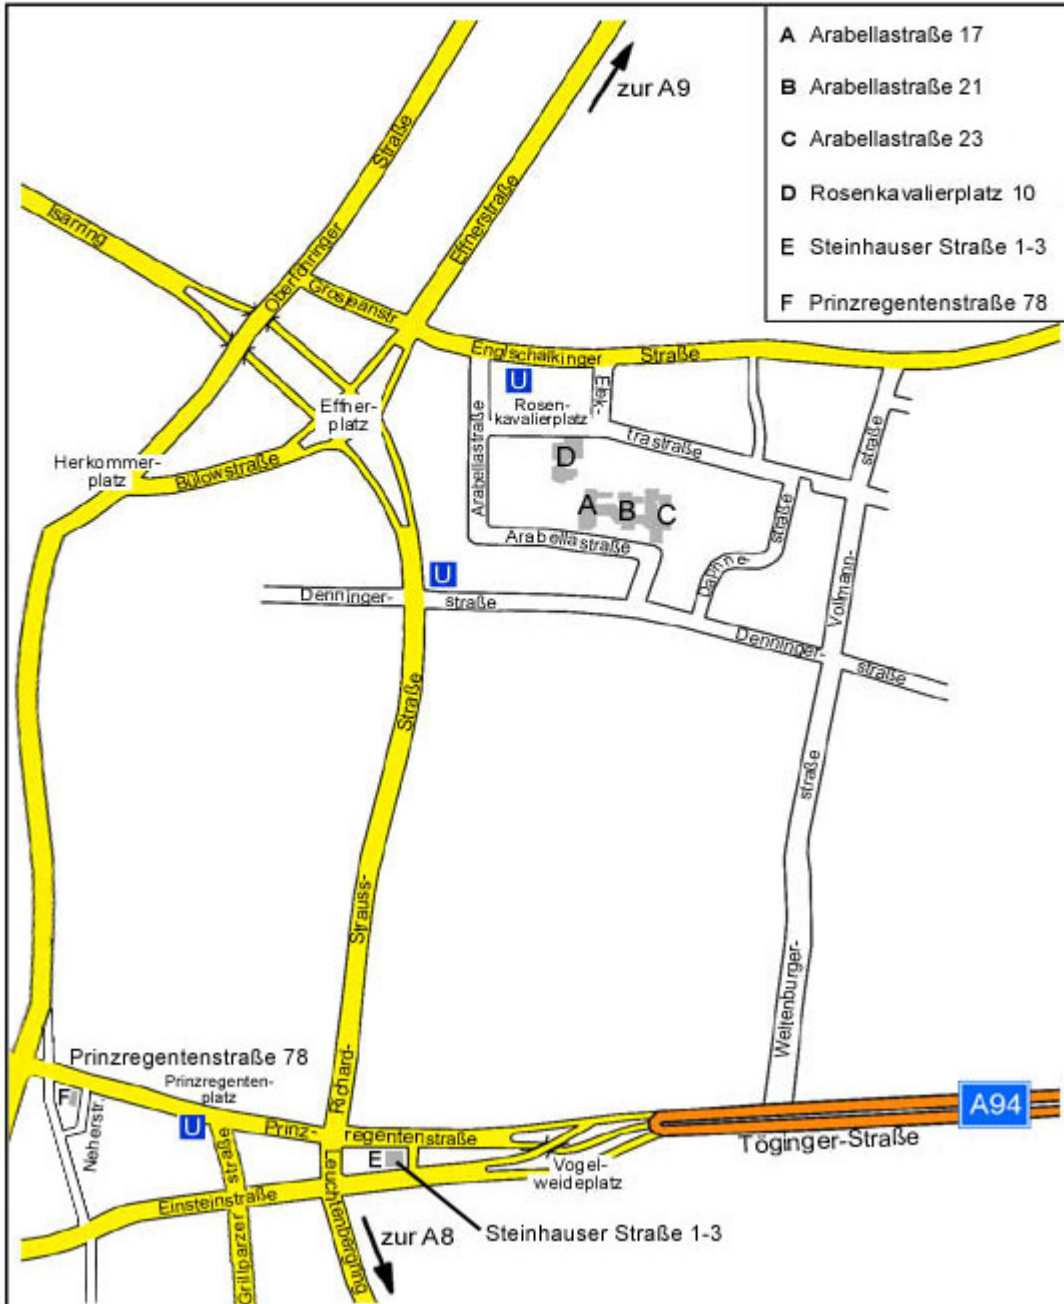 A Arabellastraße 17
B Arabellastraße 21
C Arabellastraße 23
D Rosenkavalierplatz 10
E Steinhauser Straße 1-3
F Prinzregentenstraße 78
zur A9
Straße
Oberföhringer
Isarring
Effnerstraße
Grosjeanstr
Englschalkinger Straße
U
Rosen-
kavalierplatz
Elek-
trastraße
Effner-
platz
Herkommer-
platz
Bülowstraße
Arabellastraße
D
A B C
Arabellastraße
straße
straße
Daphne-
Vollmann-
U
Denninger- straße
Denninger- straße
Straße
straße
Strauss-
Weltenburger-
Richard-
Prinzregentenstraße 78
Prinzregenten-
platz
F
Neherstr.
U
straße
Prinz- regentenstraße
A94
Töginger-Straße
E
Vogel-
weideplatz
Einsteinstraße
Grillparzer
Leuchtenbergring
zur A8
Steinhauser Straße 1-3